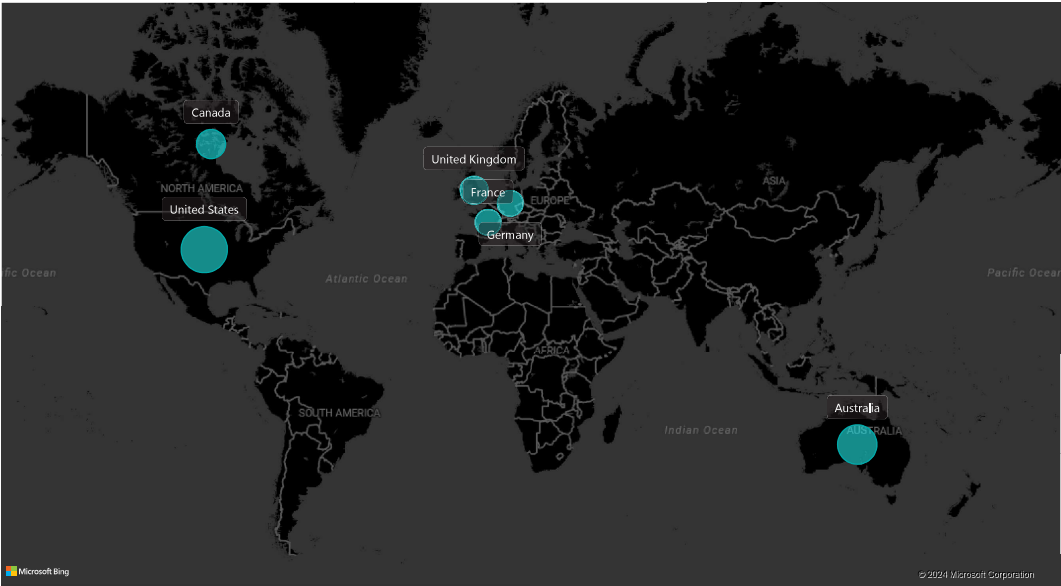 Canada
United Kingdom
NORTH AMERICA
ASIA
France
EUROPE
United States
Germany
ific Ocean
Atlantic Ocean
Pacific Ocean
AFRICA
Australia
SOUTH AMERICA
Indian Ocean
AUSTRALIA
Microsoft Bing
© 2024 Microsoft Corporation